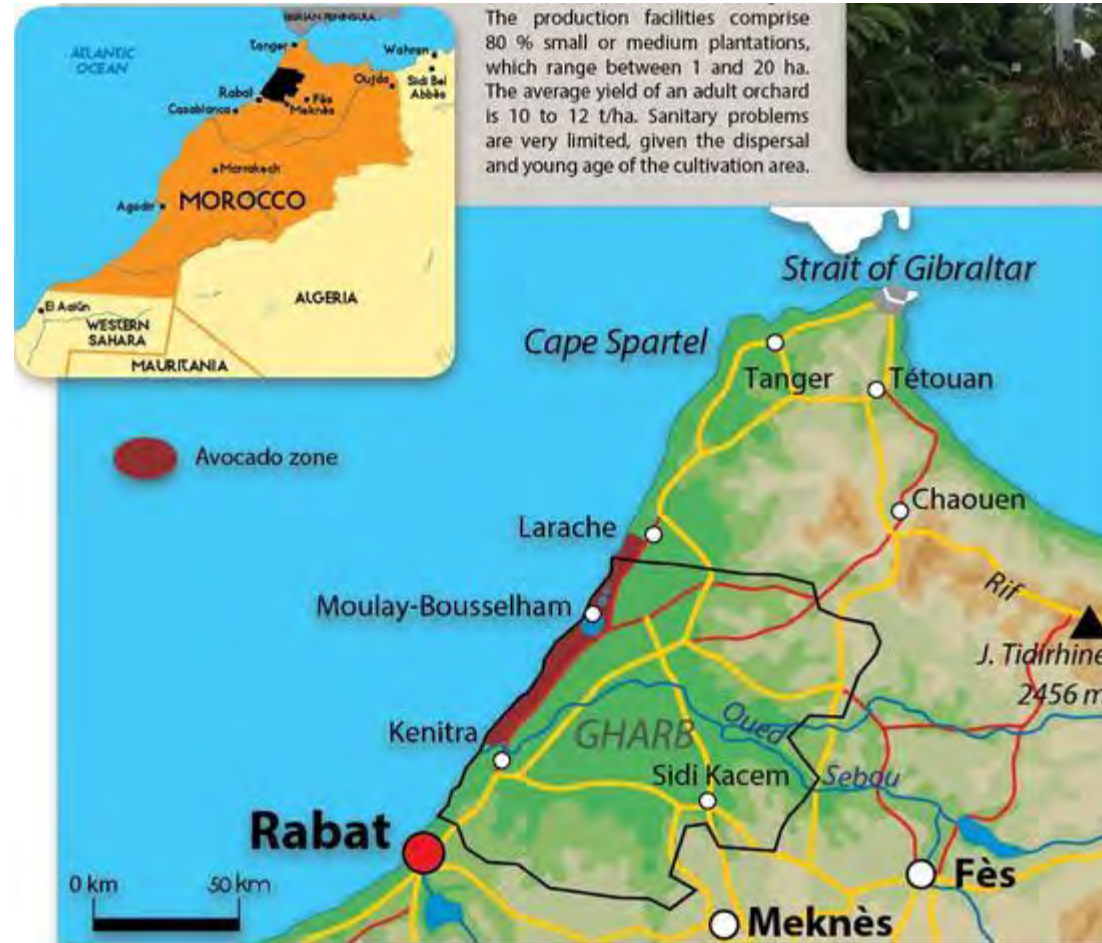 The production facilities comprise
80 % small or medium plantations,
which range between 1 and 20 ha.
The average yield of an adult orchard
is 10 to 12 t/ha. Sanitary problems
are very limited, given the dispersal
and young age of the cultivation area.
IBERIAN PENINSULA
ATLANTIC
OCEAN
Tanger
Wahran
Oujda
Sidi Bel
Abbès
Rabat
Fès
Casablanca
Meknès
Marrakech
Agadir
MOROCCO
ALGERIA
El Aaiún
WESTERN
SAHARA
MAURITANIA
Strait of Gibraltar
Cape Spartel
Tanger
Tétouan
Avocado zone
Chaouen
Larache
Rif
Moulay-Bousselham
J. Tidirhine
2456 m
Kenitra
GHARB
Oued
Sebou
Sidi Kacem
Rabat
Fès
0 km
50 km
Meknès